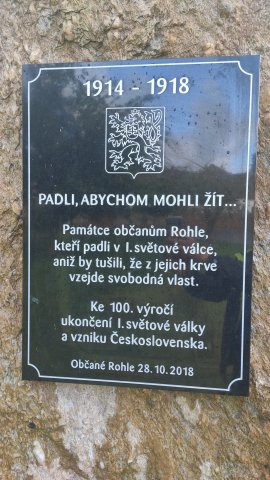 1914 - 1918
PADLI, ABYCHOM MOHLI ŽÍT...
Památce občanům Rohle,
kteří padli v I. světové válce,
aniž by tušili, že z jejich krve
vzejde svobodná vlast.
Ke 100. výročí
ukončení I. světové války
a vzniku Československa.
Občané Rohle 28.10.2018